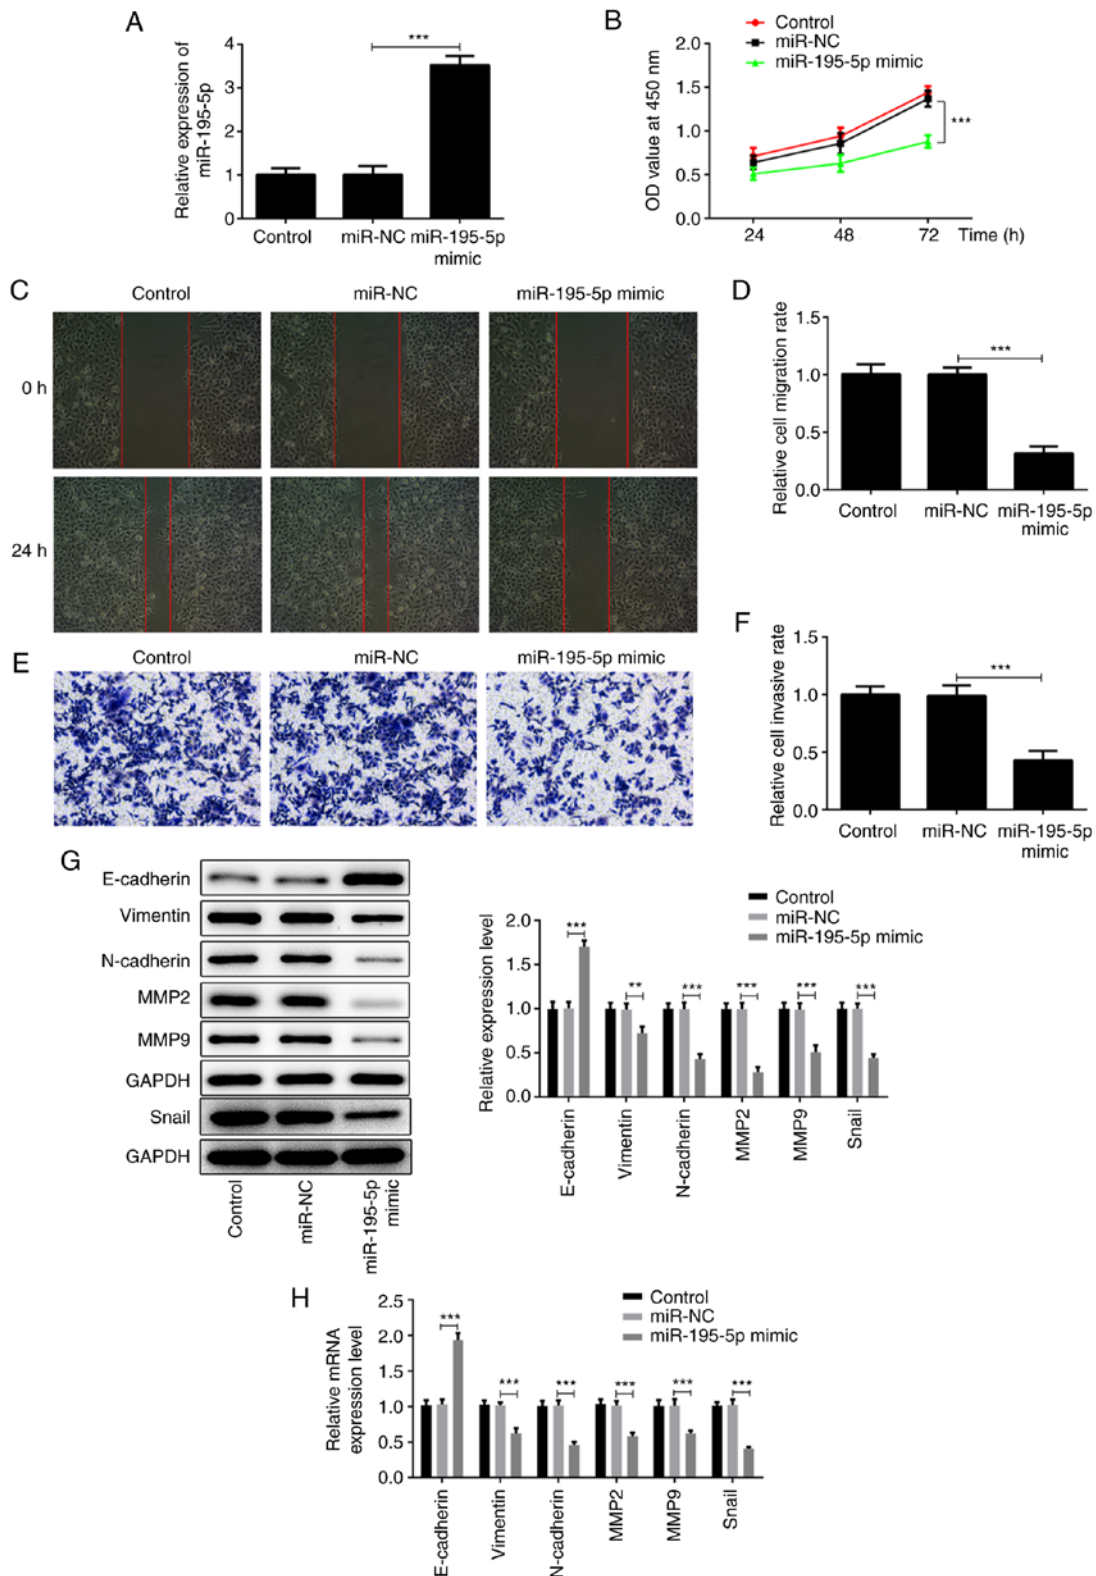 A
Relative expression of
miR-195-5p
4
3
2
1
0
***
Control
miR-NC
miR-195-5p
mimic
B
Control
miR-NC
miR-195-5p mimic
OD value at 450 nm
2.0
1.5
1.0
0.5
0.0
***
24
48
72
Time (h)
C
Control
miR-NC
miR-195-5p mimic
0 h
24 h
D
Relative cell migration rate
1.5
1.0
0.5
0
***
Control
miR-NC
miR-195-5p
mimic
E
Control
miR-NC
miR-195-5p mimic
F
Relative cell invasive rate
1.5
1.0
0.5
0
***
Control
miR-NC
miR-195-5p
mimic
G
E-cadherin
Vimentin
N-cadherin
MMP2
MMP9
GAPDH
Snail
GAPDH
Control
miR-NC
miR-195-5p
mimic
Control
miR-NC
miR-195-5p mimic
Relative expression level
2.0
1.5
1.0
0.5
0.0
***
**
***
***
***
***
E-cadherin
Vimentin
N-cadherin
MMP2
MMP9
Snail
H
Control
miR-NC
miR-195-5p mimic
Relative mRNA
expression level
2.5
2.0
1.5
1.0
0.5
0.0
***
***
***
***
***
***
E-cadherin
Vimentin
N-cadherin
MMP2
MMP9
Snail